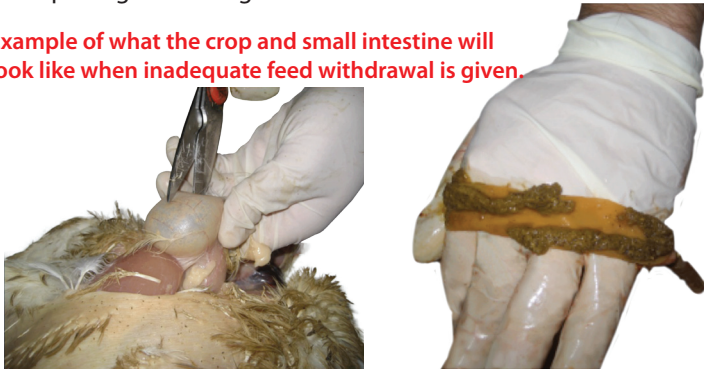 xample of what the crop and small intestine will
ook like when inadequate feed withdrawal is given.